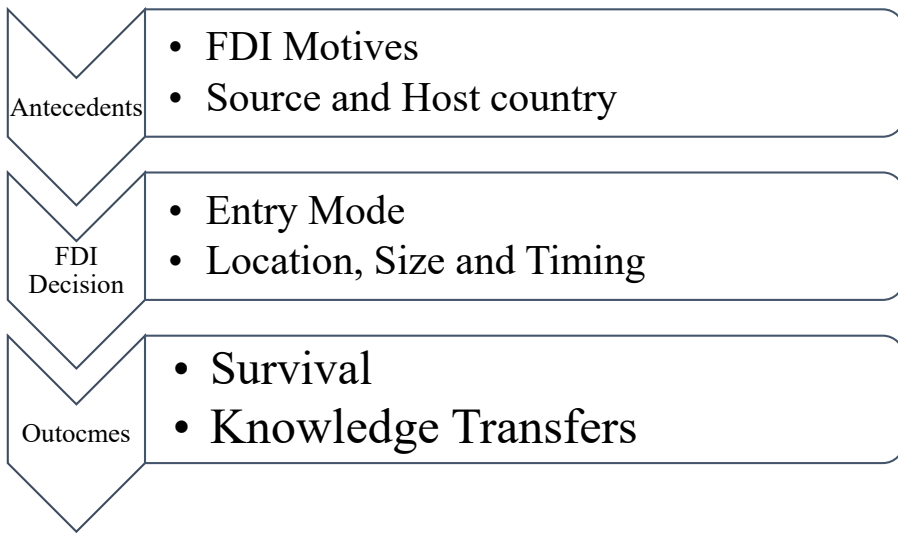 Antecedents
• FDI Motives
• Source and Host country
FDI
Decision
• Entry Mode
• Location, Size and Timing
Outocmes
• Survival
• Knowledge Transfers